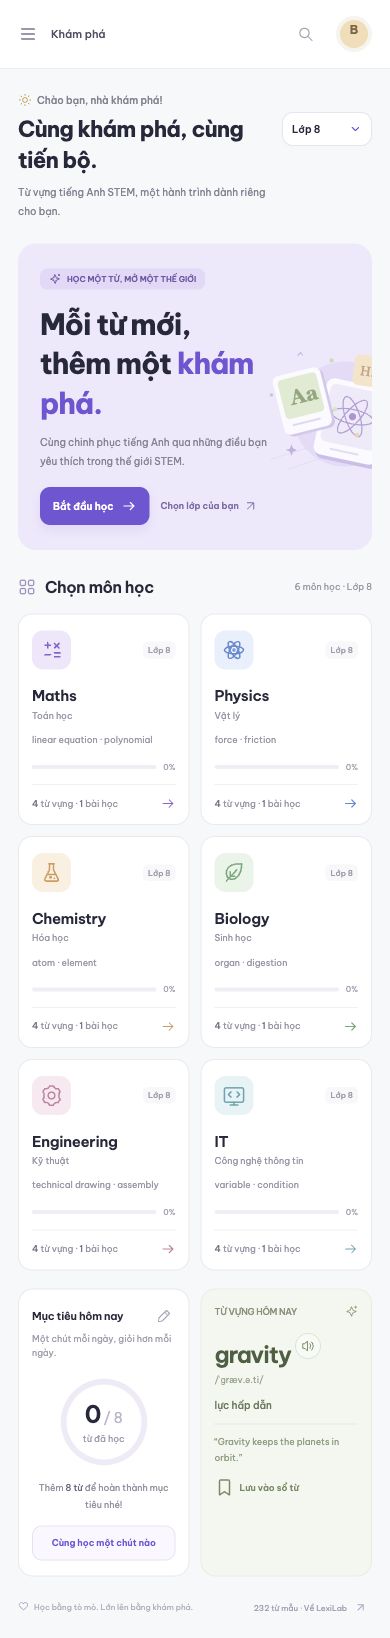 Khám phá
B
Chào bạn, nhà khám phá!
Cùng khám phá, cùng
tiến bộ.
Lớp 8
Từ vựng tiếng Anh STEM, một hành trình dành riêng
cho bạn.
HỌC MỘT TỪ, MỞ MỘT THẾ GIỚI
Mỗi từ mới,
thêm một khám
phá.
Aa
H
Cùng chinh phục tiếng Anh qua những điều bạn
yêu thích trong thế giới STEM.
Bắt đầu học
Chọn lớp của bạn
Chọn môn học
6 môn học · Lớp 8
Lớp 8
Maths
Toán học
linear equation · polynomial
0%
4 từ vựng · 1 bài học
Lớp 8
Physics
Vật lý
force · friction
0%
4 từ vựng · 1 bài học
Lớp 8
Chemistry
Hóa học
atom · element
0%
4 từ vựng · 1 bài học
Lớp 8
Biology
Sinh học
organ · digestion
0%
4 từ vựng · 1 bài học
Lớp 8
Engineering
Kỹ thuật
technical drawing · assembly
0%
4 từ vựng · 1 bài học
Lớp 8
IT
Công nghệ thông tin
variable · condition
0%
4 từ vựng · 1 bài học
Mục tiêu hôm nay
Một chút mỗi ngày, giỏi hơn mỗi
ngày.
0 / 8
từ đã học
Thêm 8 từ để hoàn thành mục
tiêu nhé!
Cùng học một chút nào
TỪ VỰNG HÔM NAY
gravity
/ˈɡræv.ə.ti/
lực hấp dẫn
“Gravity keeps the planets in
orbit.”
Lưu vào sổ từ
Học bằng tò mò. Lớn lên bằng khám phá.
232 từ mẫu · Về LexiLab